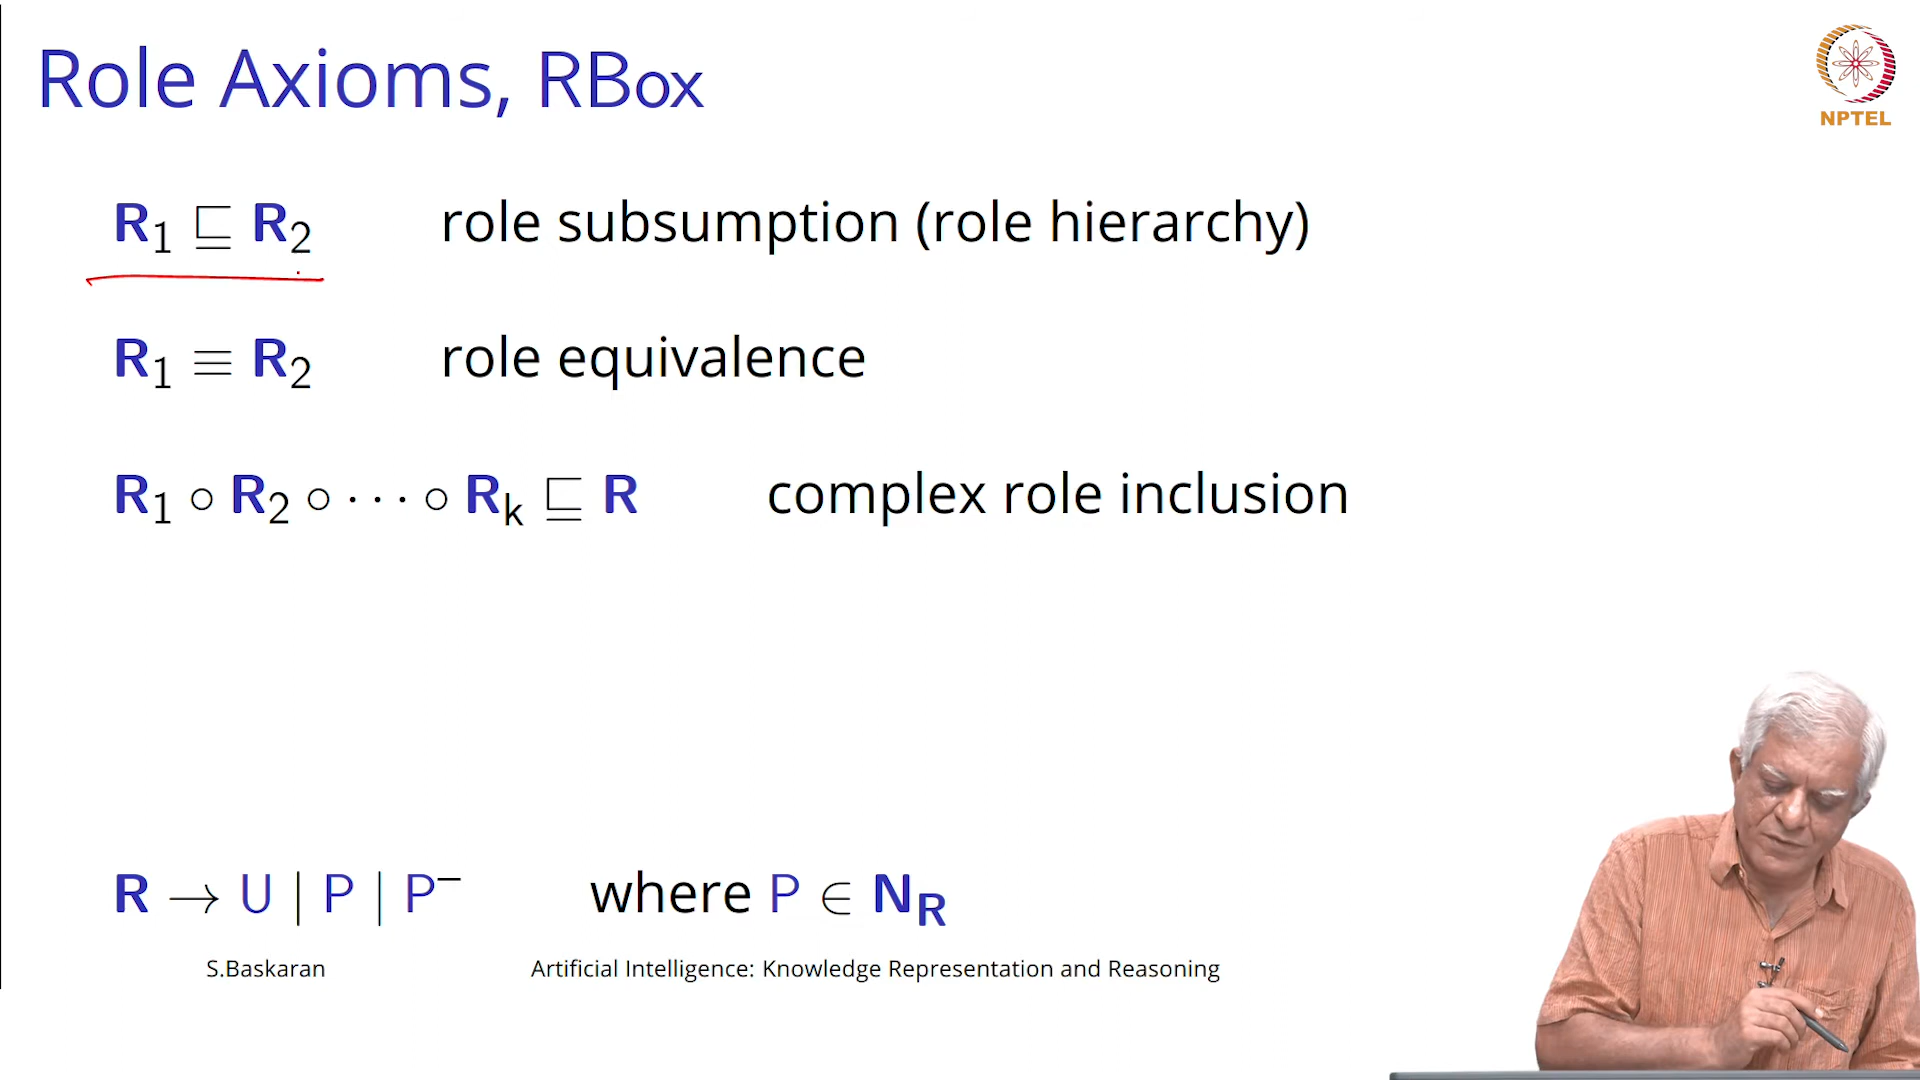 Role Axioms, RBox
NPTEL
R₁ ⊑ R₂ role subsumption (role hierarchy)
R₁ ≡ R₂ role equivalence
R₁ ∘ R₂ ∘ ⋯ ∘ Rₖ ⊑ R complex role inclusion
R → U | P | P⁻ where P ∈ N_R
S.Baskaran Artificial Intelligence: Knowledge Representation and Reasoning